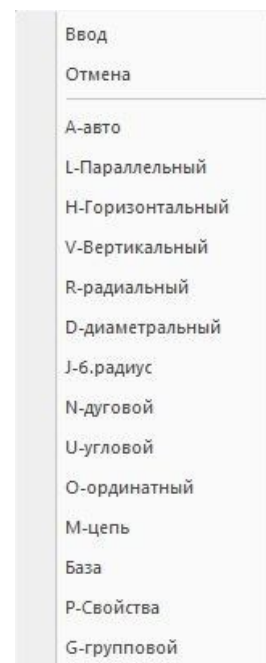 Ввод
Отмена
A-авто
L-Параллельный
H-Горизонтальный
V-Вертикальный
R-радиальный
D-диаметральный
J-б.радиус
N-дуговой
U-угловой
O-ординатный
M-цепь
База
P-Свойства
G-групповой